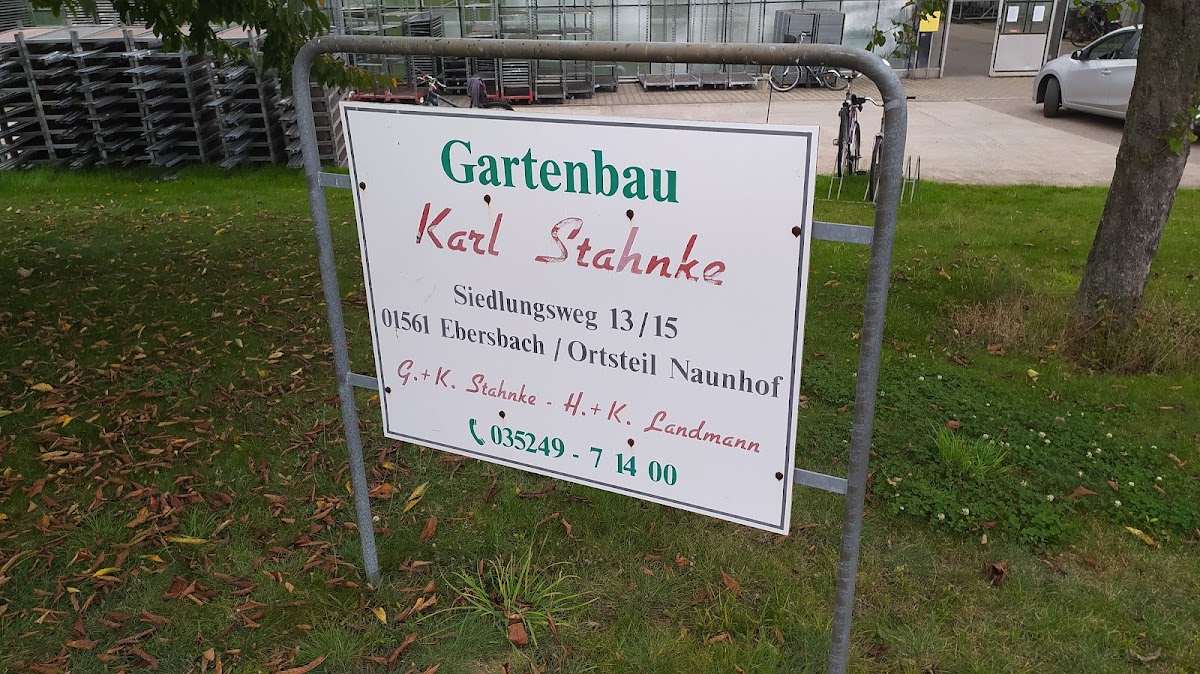 Gartenbau
Karl Stahnke
Siedlungsweg 13/15
01561 Ebersbach / Ortsteil Naunhof
G.+K. Stahnke - H.+K. Landmann
035249 - 7 14 00